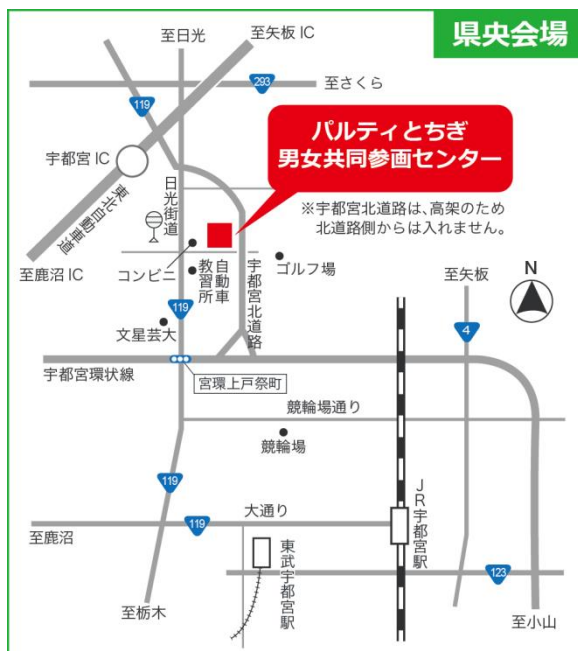 県央会場
至日光
至矢板 IC
293
至さくら
119
パルティとちぎ
男女共同参画センター
宇都宮 IC
東北自動車道
日光街道
※宇都宮北道路は、高架のため
北道路側からは入れません。
至鹿沼 IC
コンビニ
自動車
教習所
宇都宮北道路
ゴルフ場
至矢板
N
119
4
文星芸大
宇都宮環状線
宮環上戸祭町
競輪場通り
競輪場
119
大通り
JR宇都宮駅
119
至鹿沼
東武宇都宮駅
123
至栃木
至小山